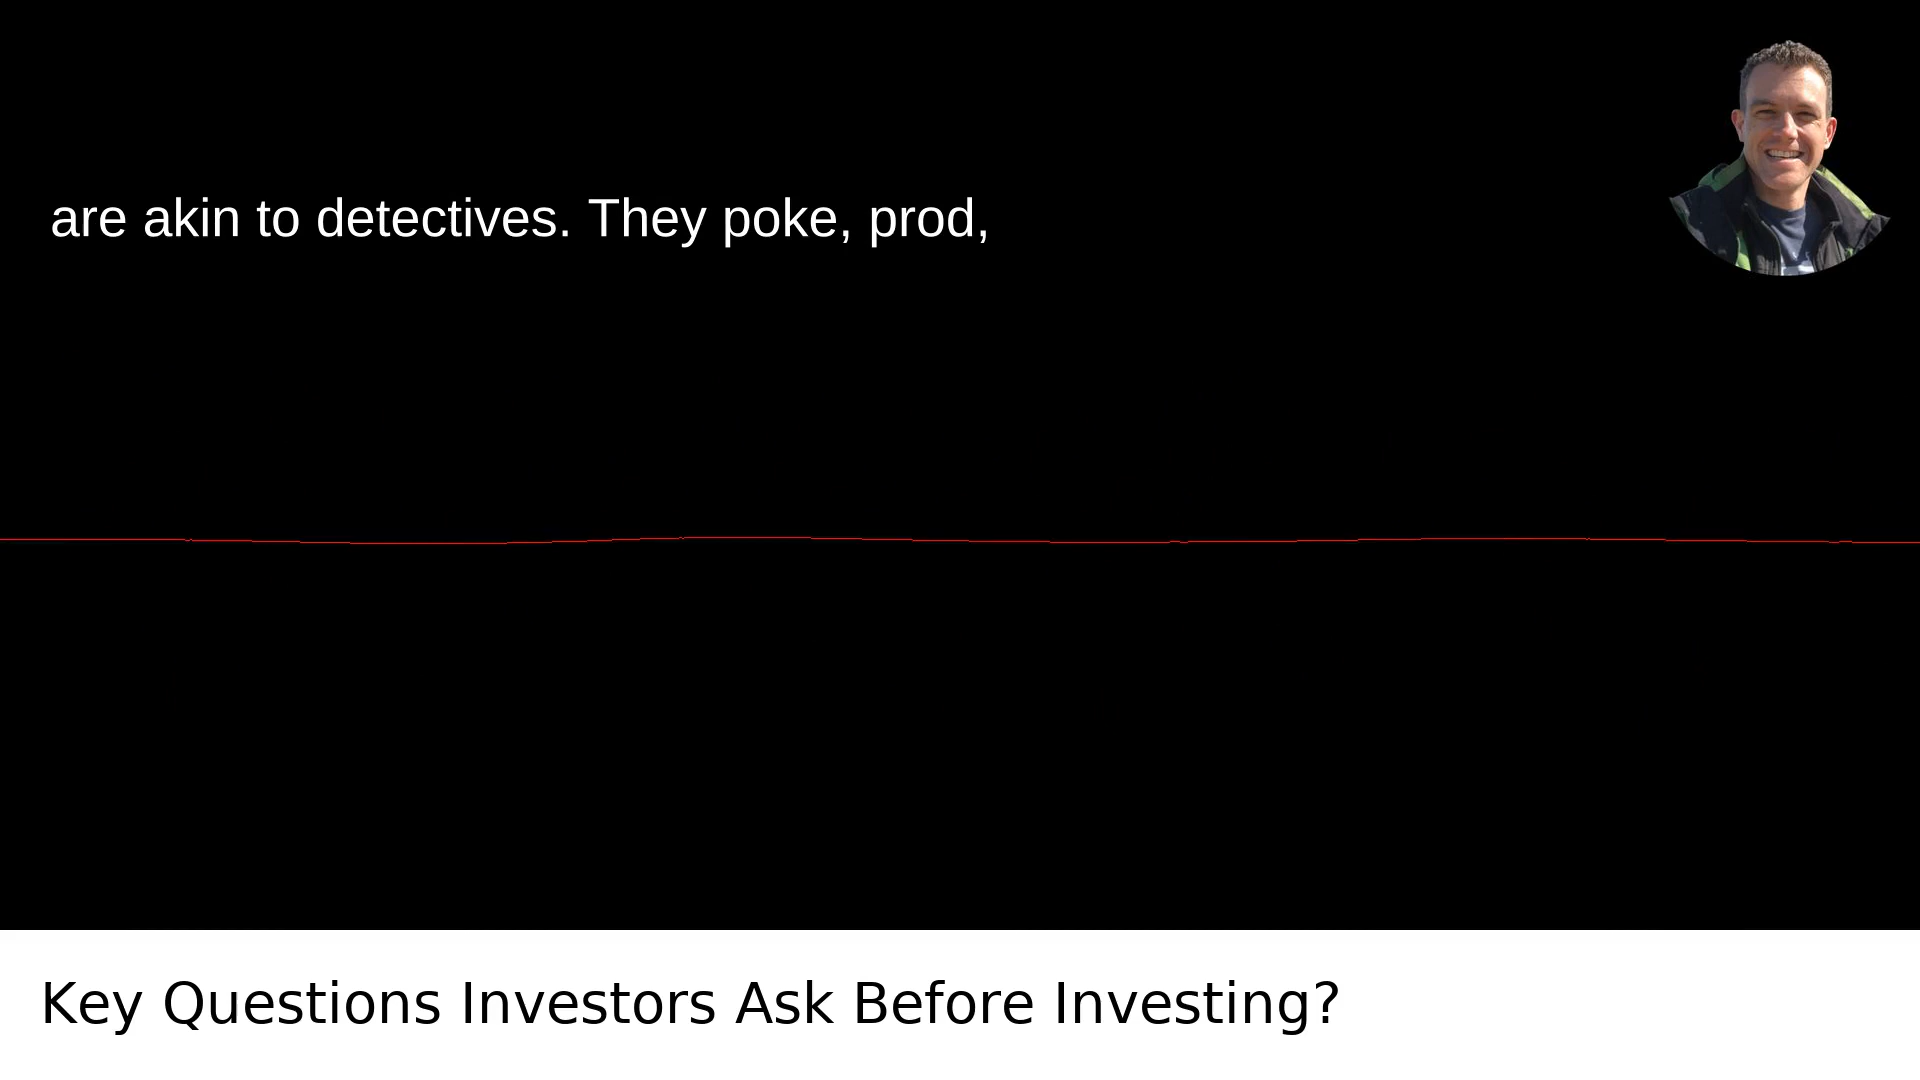 are akin to detectives. They poke, prod,
Key Questions Investors Ask Before Investing?